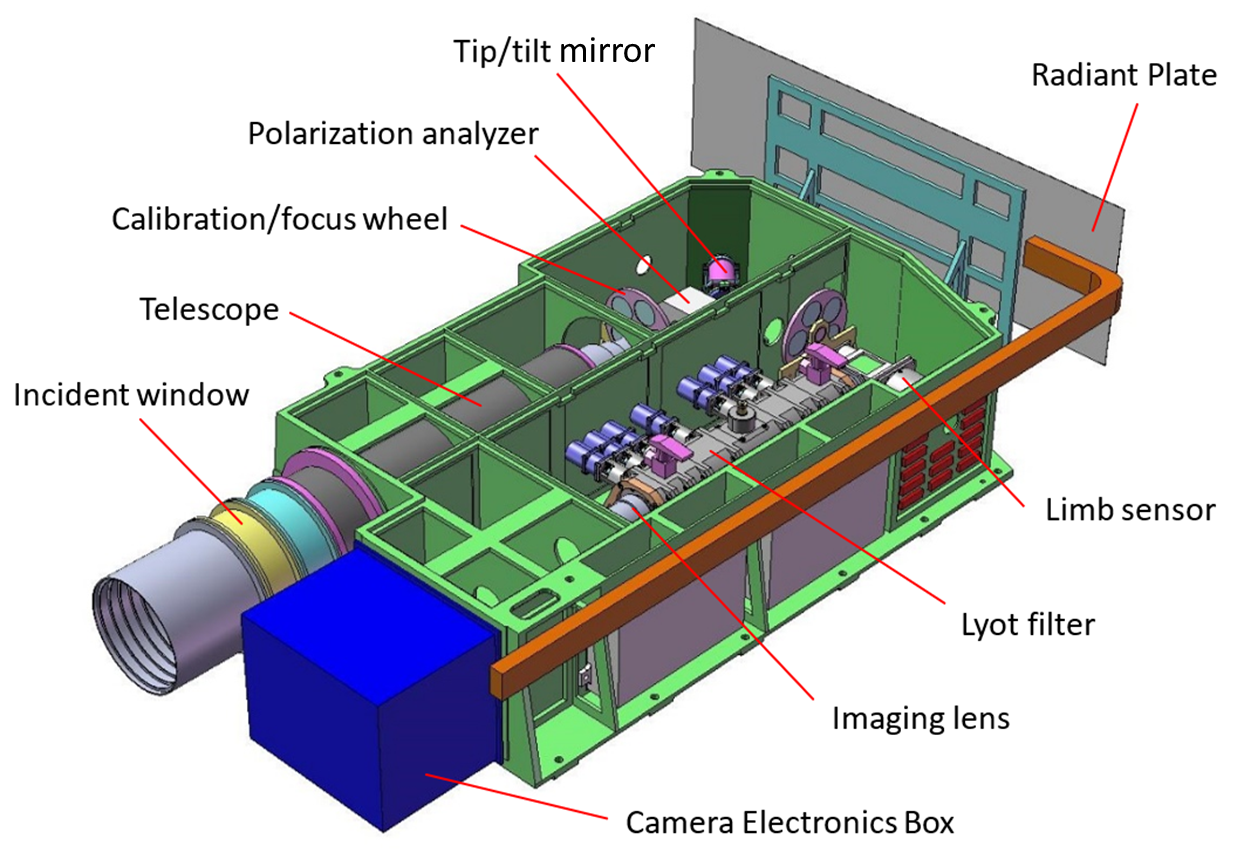 Tip/tilt mirror
Radiant Plate
Polarization analyzer
Calibration/focus wheel
Telescope
Incident window
Limb sensor
Lyot filter
Imaging lens
Camera Electronics Box